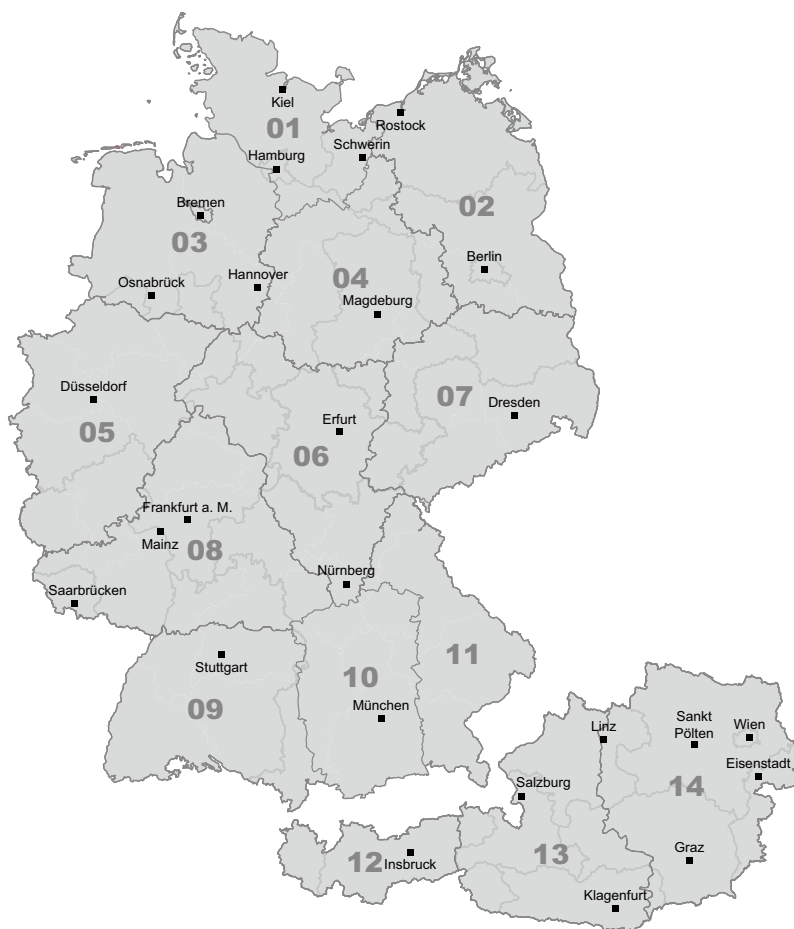 Kiel
01
Rostock
Schwerin
Hamburg
02
Bremen
03
Berlin
04
Hannover
Osnabrück
Magdeburg
Düsseldorf
07
Dresden
05
Erfurt
06
Frankfurt a. M.
Mainz
08
Nürnberg
Saarbrücken
11
Stuttgart
10
09
München
Linz
Sankt
Pölten
Wien
Eisenstadt
Salzburg
14
Graz
13
12
Insbruck
Klagenfurt